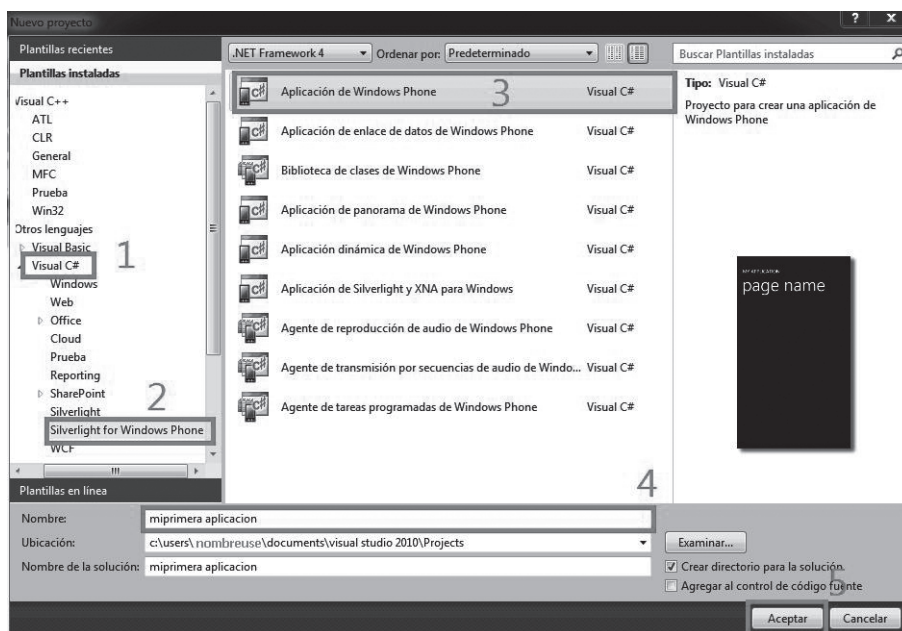 Nuevo proyecto
? x
Plantillas recientes
Plantillas instaladas
Visual C++
ATL
CLR
General
MFC
Prueba
Win32
Otros lenguajes
Visual Basic
1
Visual C#
Windows
Web
Office
Cloud
Prueba
Reporting
SharePoint
2
Silverlight
Silverlight for Windows Phone
WCF
Plantillas en línea
.NET Framework 4
Ordenar por: Predeterminado
Aplicación de Windows Phone 3 Visual C#
Aplicación de enlace de datos de Windows Phone Visual C#
Biblioteca de clases de Windows Phone Visual C#
Aplicación de panorama de Windows Phone Visual C#
Aplicación dinámica de Windows Phone Visual C#
Aplicación de Silverlight y XNA para Windows Visual C#
Agente de reproducción de audio de Windows Phone Visual C#
Agente de transmisión por secuencias de audio de Windo... Visual C#
Agente de tareas programadas de Windows Phone Visual C#
4
Buscar Plantillas instaladas
Tipo: Visual C#
Proyecto para crear una aplicación de
Windows Phone
MY APPLICATION
page name
Nombre: miprimera aplicacion
Ubicación: c:\users\nombreuse\documents\visual studio 2010\Projects
Examinar...
Nombre de la solución: miprimera aplicacion
Crear directorio para la solución.
Agregar al control de código fuente
5
Aceptar
Cancelar